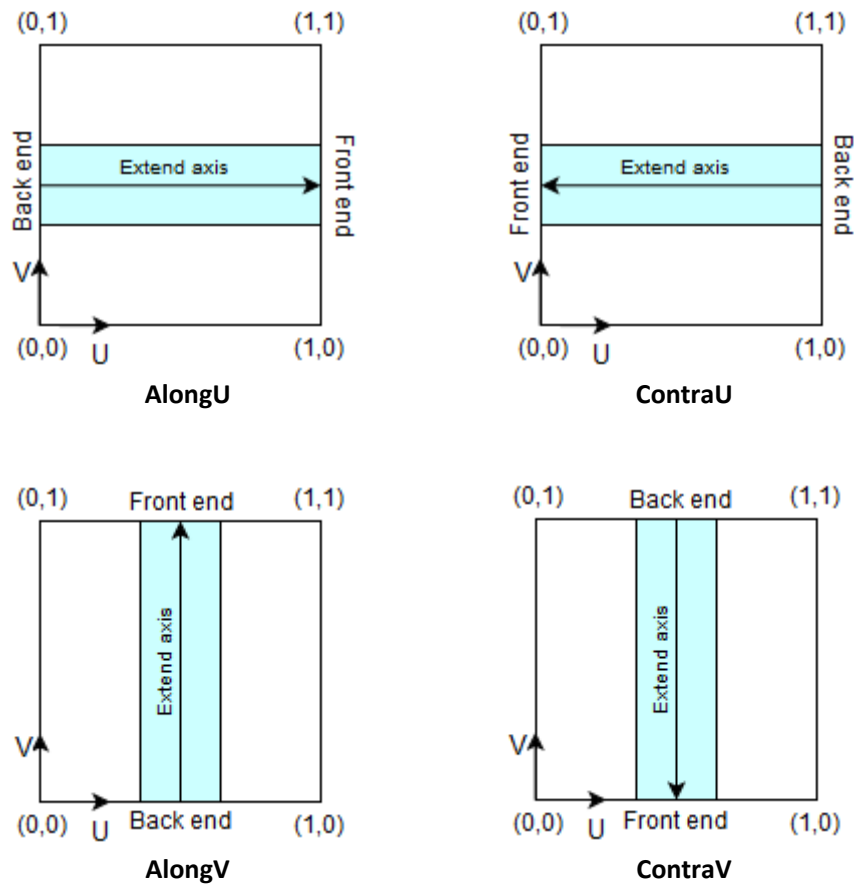 (0,1) (1,1)
Back end
Extend axis
Front end
V
(0,0) U (1,0)
AlongU
(0,1) (1,1)
Front end
Extend axis
Back end
V
(0,0) U (1,0)
ContraU
(0,1) Front end (1,1)
Extend axis
V
(0,0) U Back end (1,0)
AlongV
(0,1) Back end (1,1)
Extend axis
V
(0,0) U Front end (1,0)
ContraV